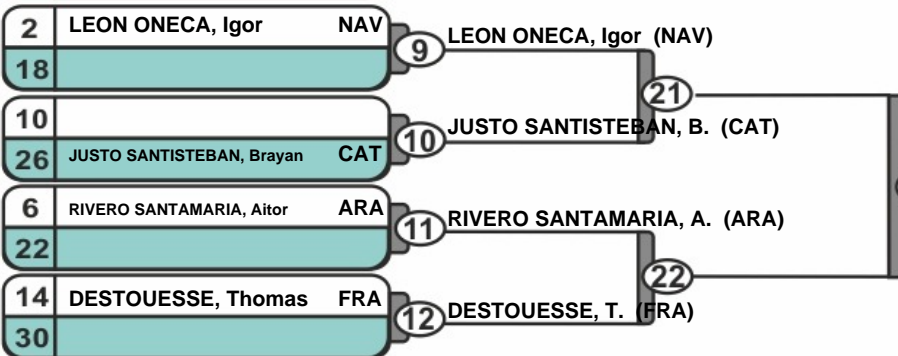 2 LEON ONECA, Igor NAV
18
9 LEON ONECA, Igor (NAV)
21
10
26 JUSTO SANTISTEBAN, Brayan CAT
10 JUSTO SANTISTEBAN, B. (CAT)
6 RIVERO SANTAMARIA, Aitor ARA
22
11 RIVERO SANTAMARIA, A. (ARA)
22
14 DESTOUESSE, Thomas FRA
30
12 DESTOUESSE, T. (FRA)